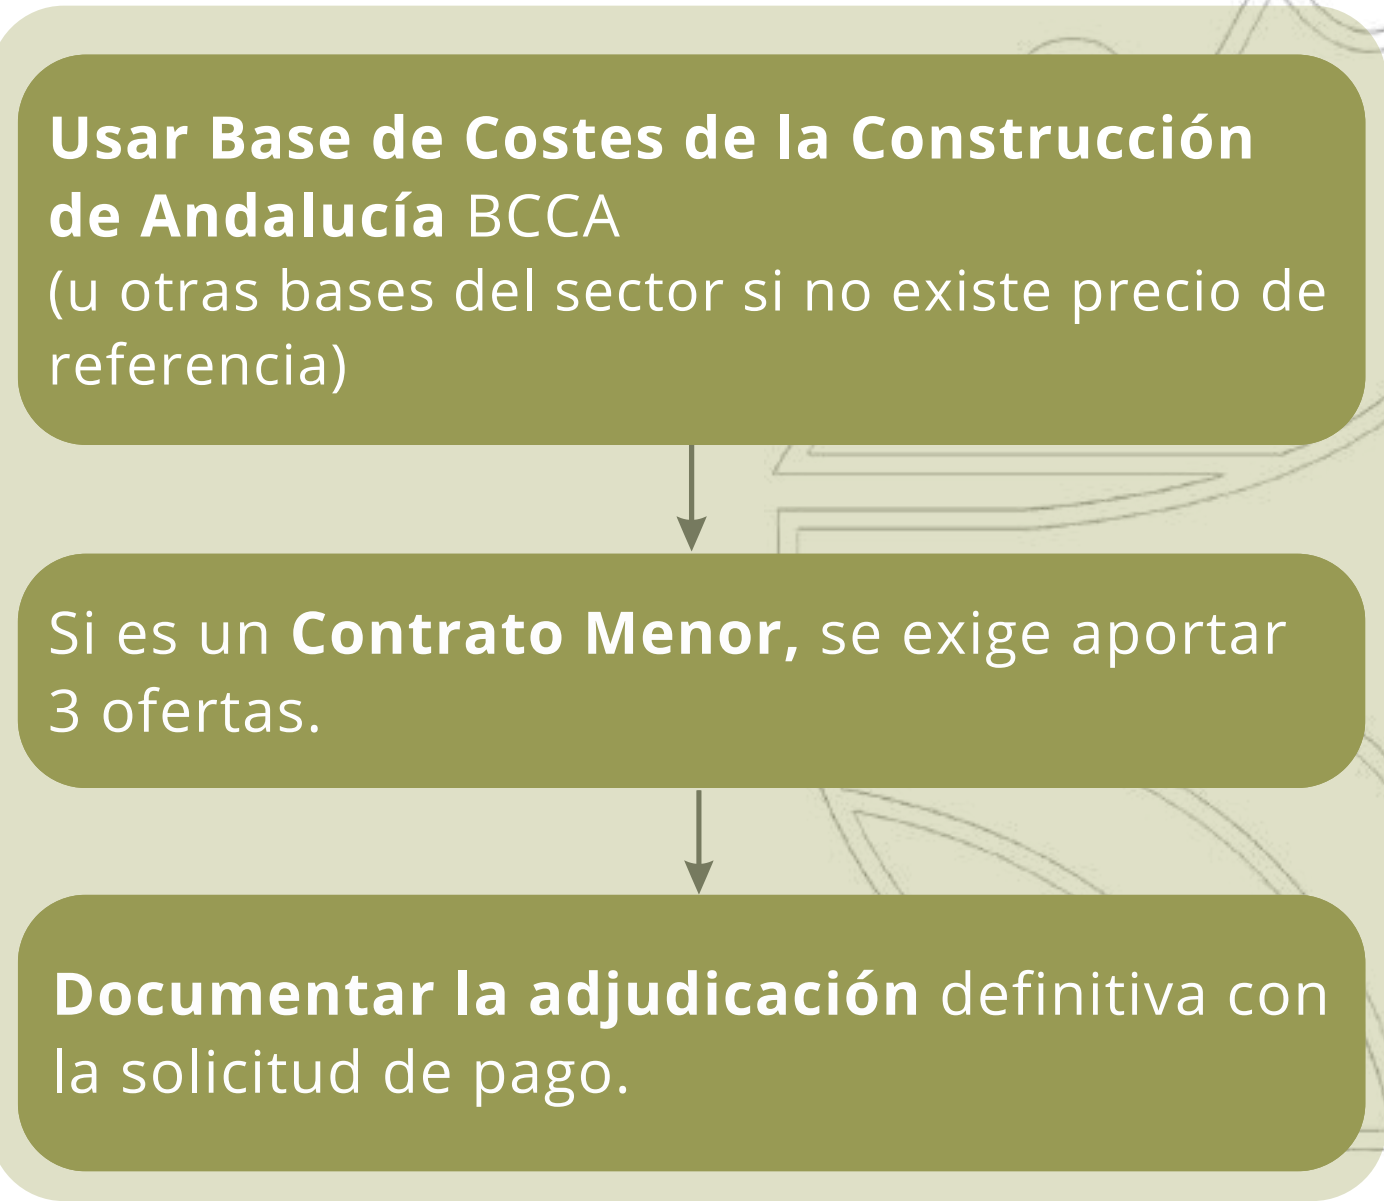 Usar Base de Costes de la Construcción
de Andalucía BCCA
(u otras bases del sector si no existe precio de
referencia)
Si es un Contrato Menor, se exige aportar
3 ofertas.
Documentar la adjudicación definitiva con
la solicitud de pago.